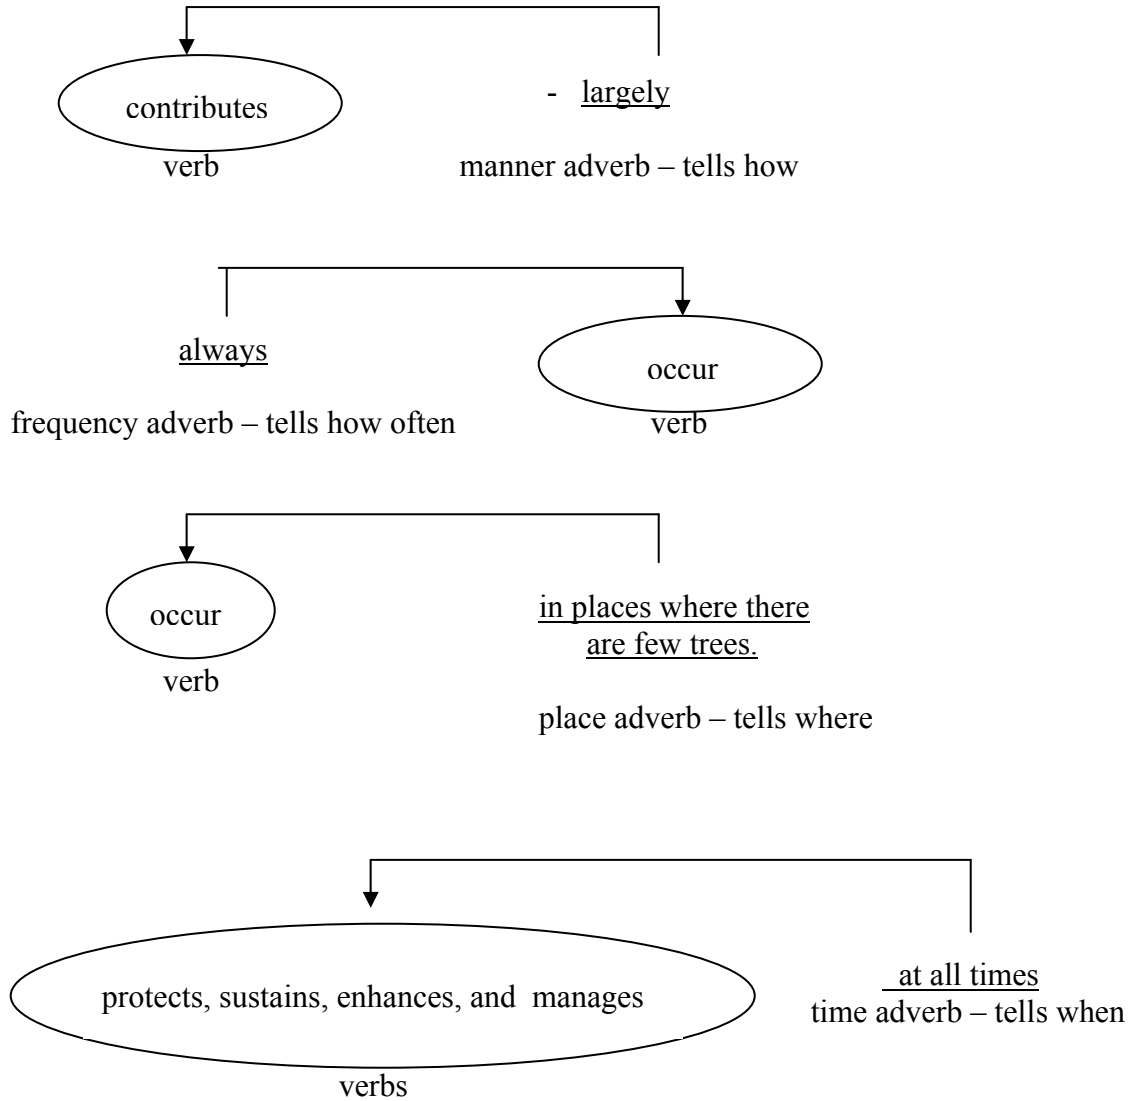 contributes
- largely
verb
manner adverb – tells how
always
occur
frequency adverb – tells how often
verb
occur
in places where there
are few trees.
verb
place adverb – tells where
protects, sustains, enhances, and manages
at all times
time adverb – tells when
verbs